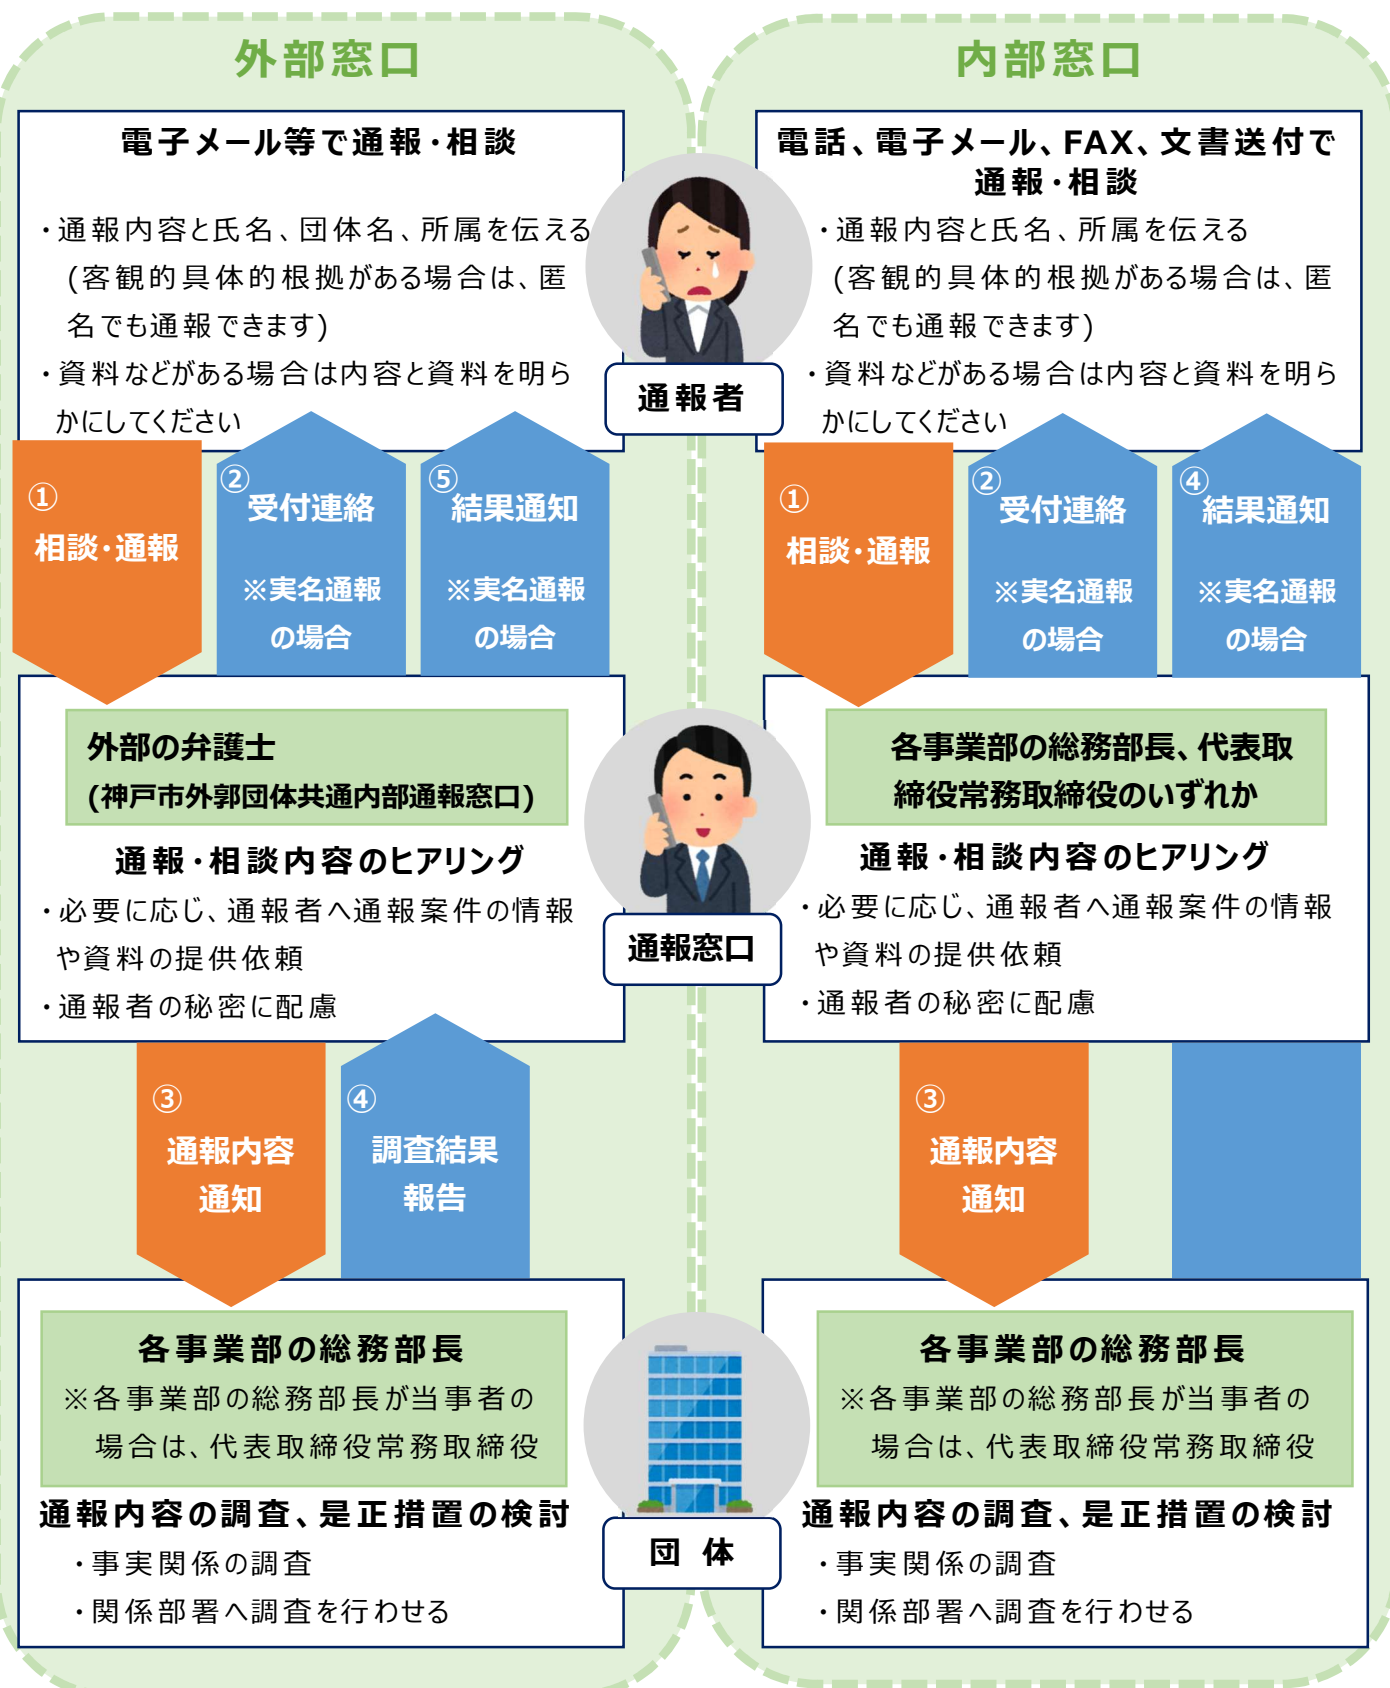 外部窓口
電子メール等で通報・相談
・通報内容と氏名、団体名、所属を伝える
(客観的具体的根拠がある場合は、匿
名でも通報できます)
・資料などがある場合は内容と資料を明ら
かにしてください
内部窓口
電話、電子メール、FAX、文書送付で
通報・相談
・通報内容と氏名、所属を伝える
(客観的具体的根拠がある場合は、匿
名でも通報できます)
・資料などがある場合は内容と資料を明ら
かにしてください
通報者
①
相談・通報
②
受付連絡
※実名通報
の場合
⑤
結果通知
※実名通報
の場合
①
相談・通報
②
受付連絡
※実名通報
の場合
④
結果通知
※実名通報
の場合
外部の弁護士
(神戸市外郭団体共通内部通報窓口)
通報・相談内容のヒアリング
・必要に応じ、通報者へ通報案件の情報
や資料の提供依頼
・通報者の秘密に配慮
各事業部の総務部長、代表取
締役常務取締役のいずれか
通報・相談内容のヒアリング
・必要に応じ、通報者へ通報案件の情報
や資料の提供依頼
・通報者の秘密に配慮
通報窓口
③
通報内容
通知
④
調査結果
報告
③
通報内容
通知
各事業部の総務部長
※各事業部の総務部長が当事者の
場合は、代表取締役常務取締役
通報内容の調査、是正措置の検討
・事実関係の調査
・関係部署へ調査を行わせる
各事業部の総務部長
※各事業部の総務部長が当事者の
場合は、代表取締役常務取締役
通報内容の調査、是正措置の検討
・事実関係の調査
・関係部署へ調査を行わせる
団 体